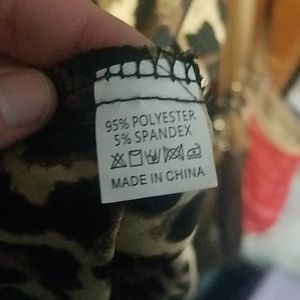 95% POLYESTER
5% SPANDEX
MADE IN CHINA